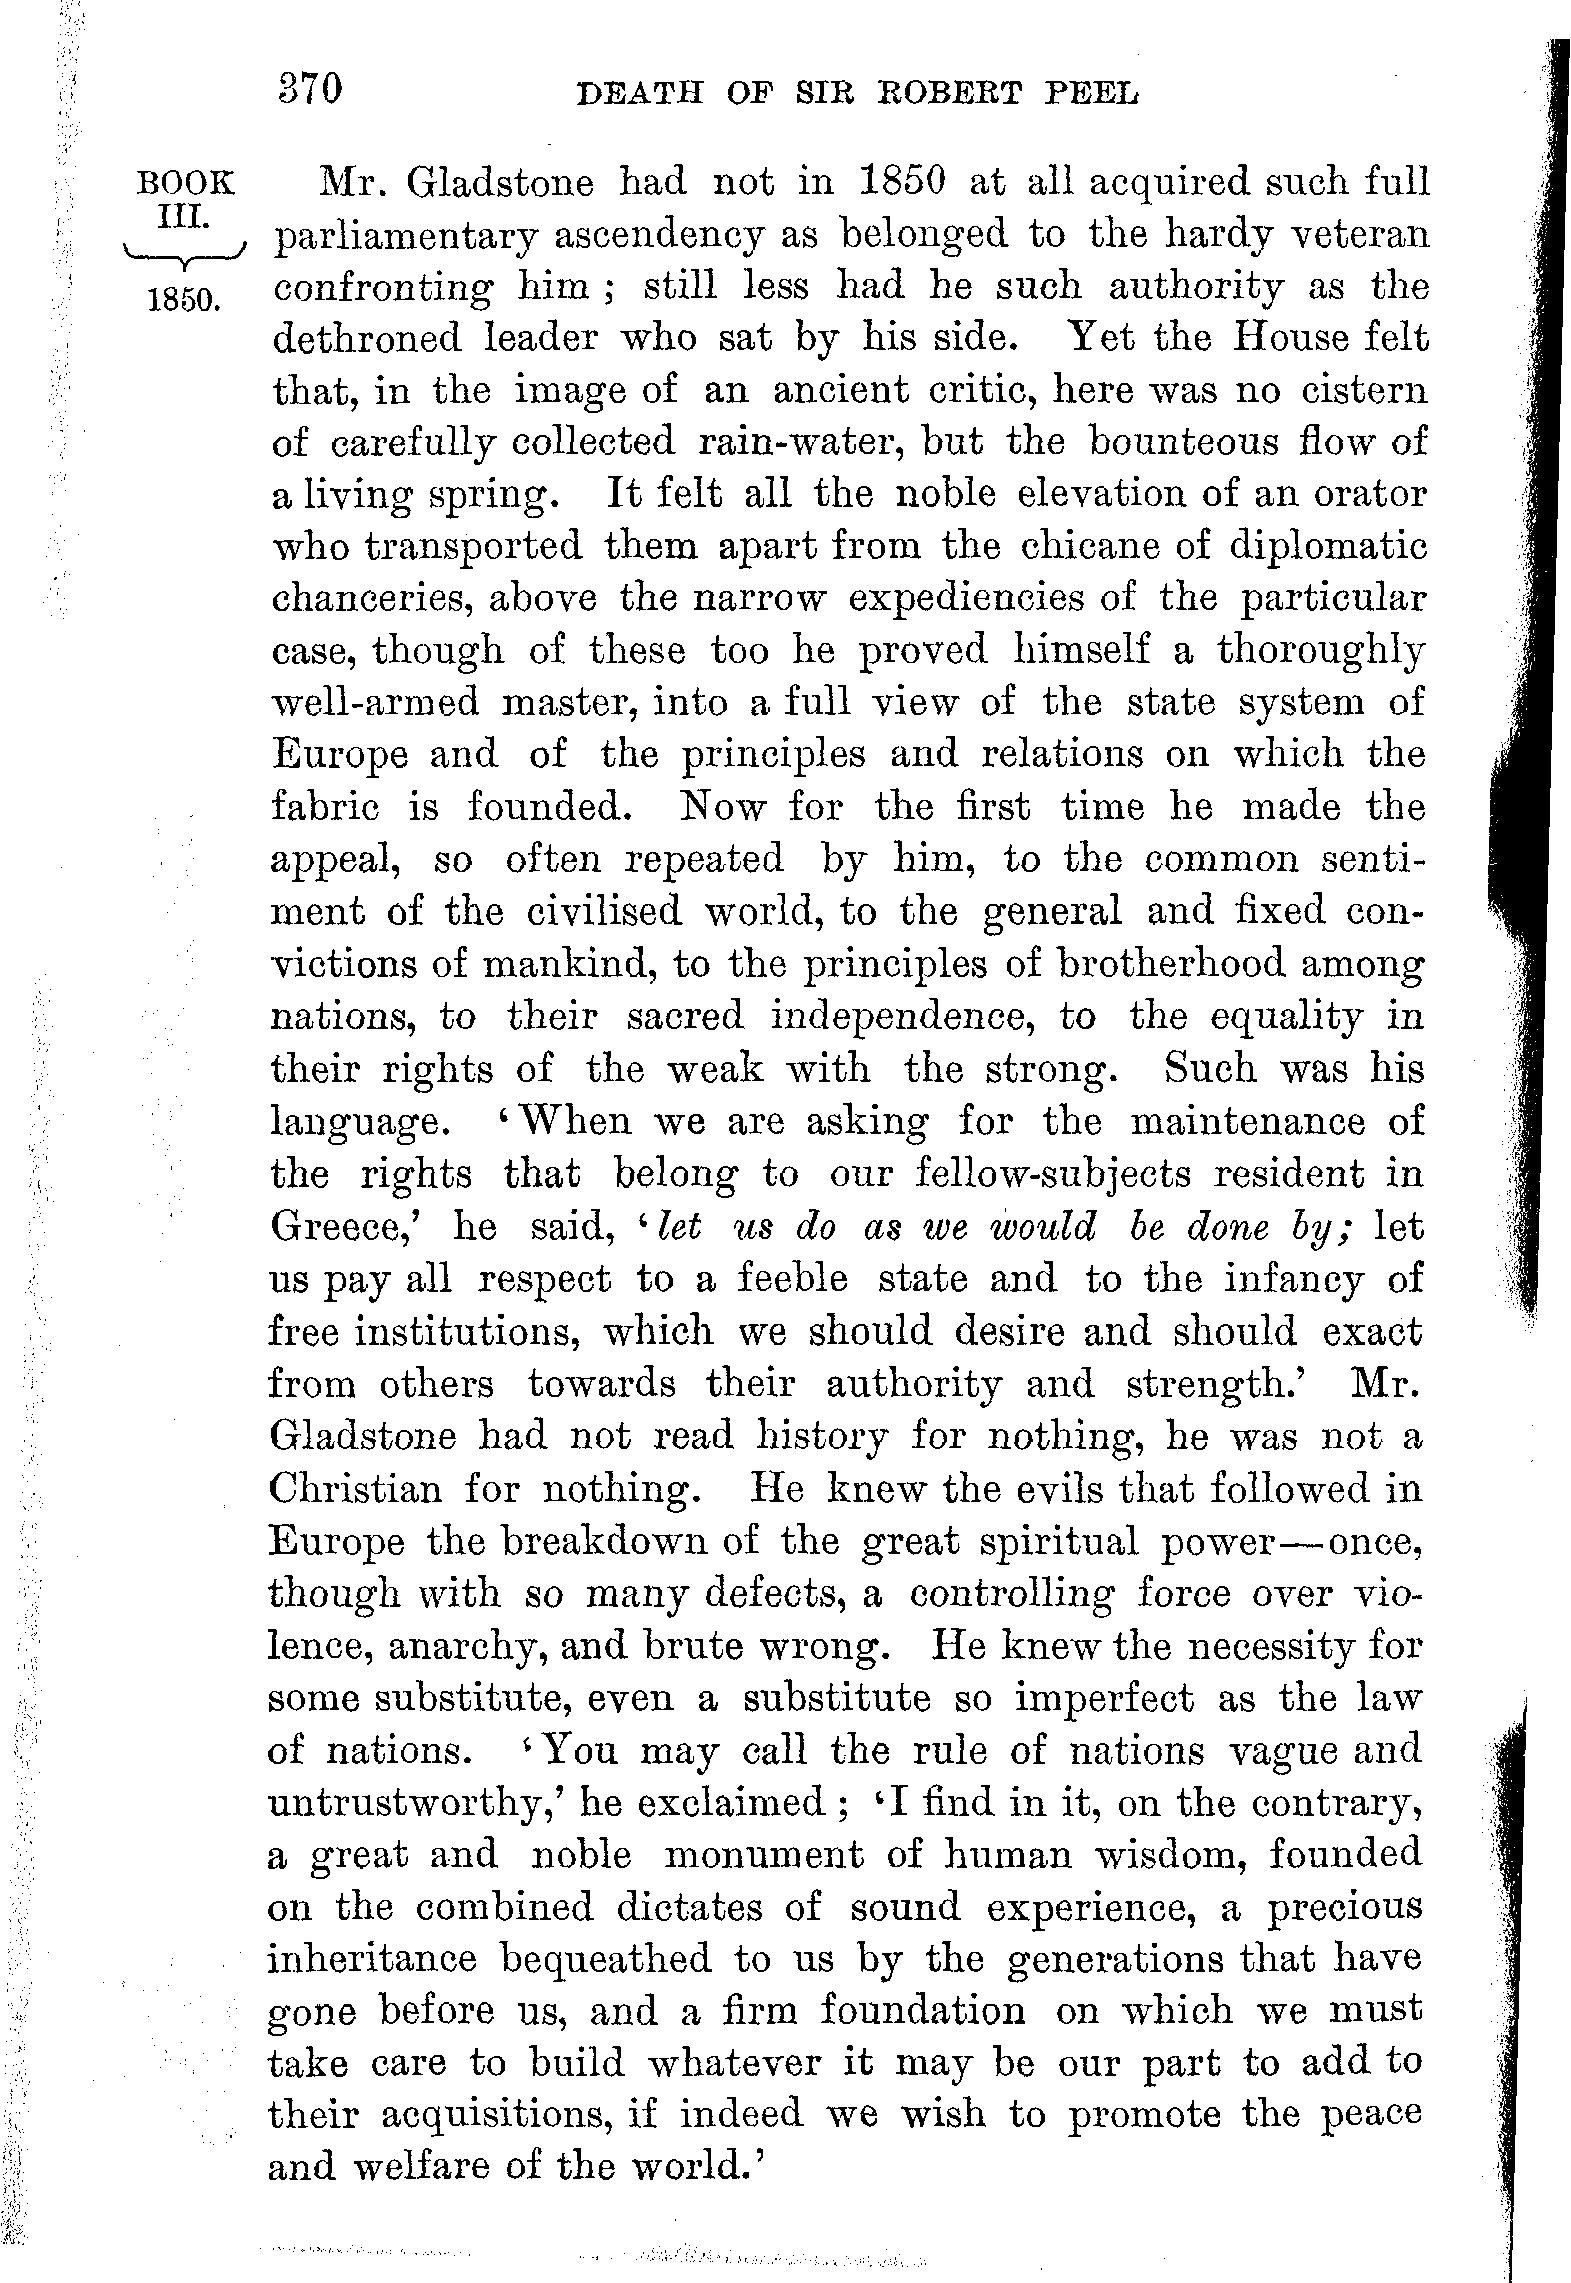 370 DEATH OF SIR ROBERT PEEL
BOOK
III.
1850.
Mr. Gladstone had not in 1850 at all acquired such full
parliamentary ascendency as belonged to the hardy veteran
confronting him ; still less had he such authority as the
dethroned leader who sat by his side. Yet the House felt
that, in the image of an ancient critic, here was no cistern
of carefully collected rain-water, but the bounteous flow of
a living spring. It felt all the noble elevation of an orator
who transported them apart from the chicane of diplomatic
chanceries, above the narrow expediencies of the particular
case, though of these too he proved himself a thoroughly
well-armed master, into a full view of the state system of
Europe and of the principles and relations on which the
fabric is founded. Now for the first time he made the
appeal, so often repeated by him, to the common senti-
ment of the civilised world, to the general and fixed con-
victions of mankind, to the principles of brotherhood among
nations, to their sacred independence, to the equality in
their rights of the weak with the strong. Such was his
language. ‘When we are asking for the maintenance of
the rights that belong to our fellow-subjects resident in
Greece,’ he said, ‘let us do as we would be done by; let
us pay all respect to a feeble state and to the infancy of
free institutions, which we should desire and should exact
from others towards their authority and strength.’ Mr.
Gladstone had not read history for nothing, he was not a
Christian for nothing. He knew the evils that followed in
Europe the breakdown of the great spiritual power—once,
though with so many defects, a controlling force over vio-
lence, anarchy, and brute wrong. He knew the necessity for
some substitute, even a substitute so imperfect as the law
of nations. ‘You may call the rule of nations vague and
untrustworthy,’ he exclaimed ; ‘I find in it, on the contrary,
a great and noble monument of human wisdom, founded
on the combined dictates of sound experience, a precious
inheritance bequeathed to us by the generations that have
gone before us, and a firm foundation on which we must
take care to build whatever it may be our part to add to
their acquisitions, if indeed we wish to promote the peace
and welfare of the world.’